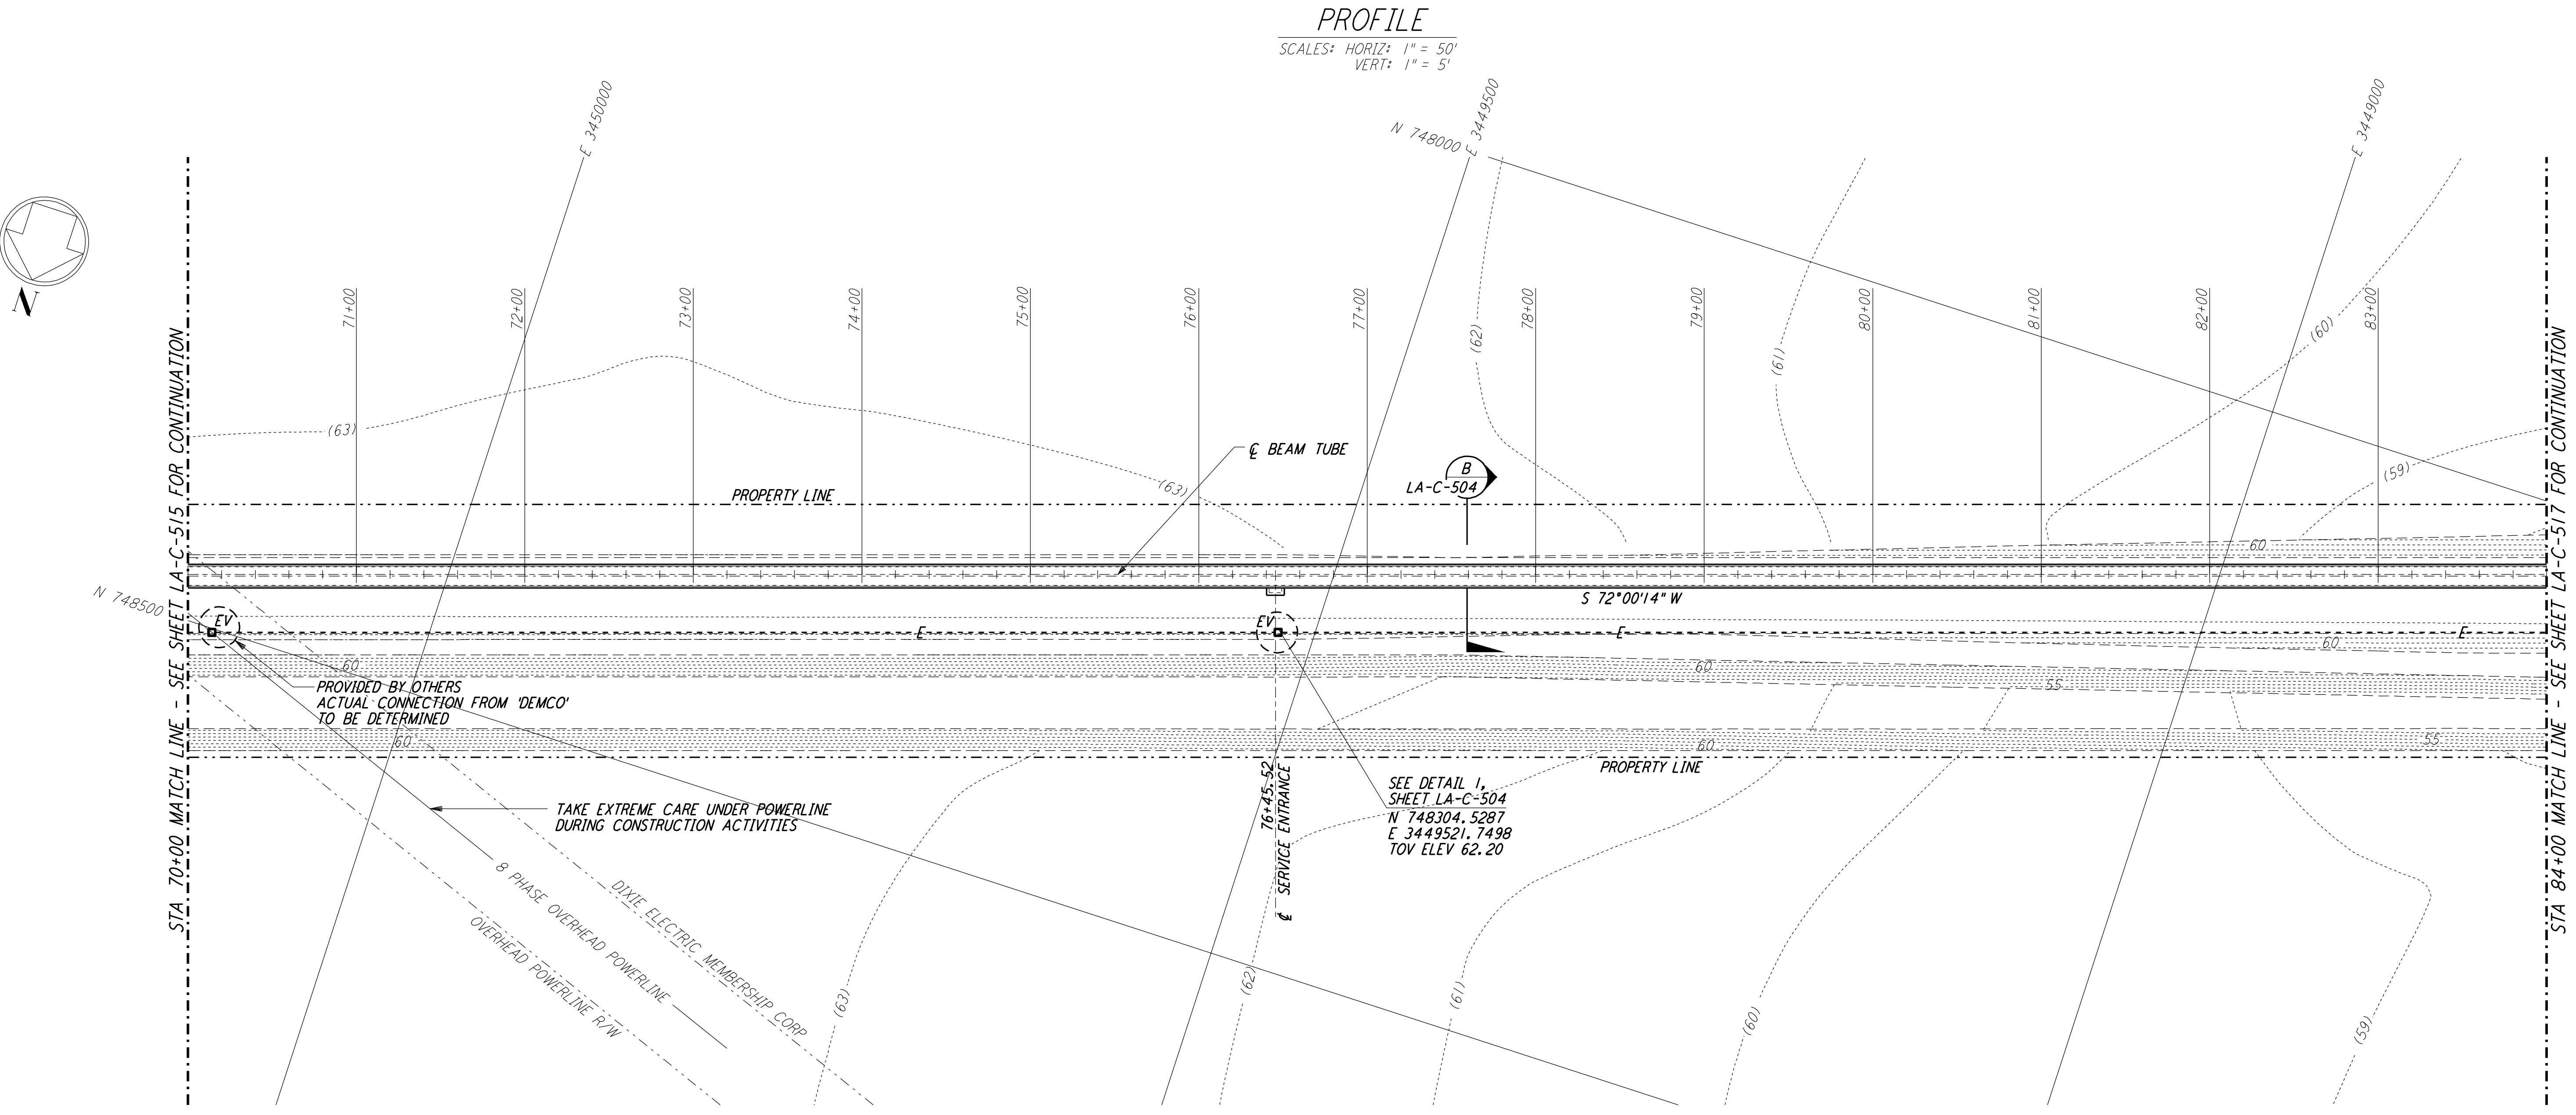 PROFILE
SCALES: HORIZ: 1" = 50'
VERT: 1" = 5'
E 3450000
E 3449500
N 748000
E 3449000
N
71+00
72+00
73+00
74+00
75+00
76+00
77+00
78+00
79+00
80+00
81+00
82+00
83+00
(62)
(61)
(60)
(63)
(63)
(59)
℄ BEAM TUBE
PROPERTY LINE
B
LA-C-504
60
S 72°00'14" W
N 748500
EV
EV
E
E
E
60
60
60
55
60
60
55
PROVIDED BY OTHERS
ACTUAL CONNECTION FROM 'DEMCO'
TO BE DETERMINED
PROPERTY LINE
TAKE EXTREME CARE UNDER POWERLINE
DURING CONSTRUCTION ACTIVITIES
76+45.52
℄ SERVICE ENTRANCE
SEE DETAIL 1,
SHEET LA-C-504
N 748304.5287
E 3449521.7498
TOV ELEV 62.20
8 PHASE OVERHEAD POWERLINE
DIXIE ELECTRIC MEMBERSHIP CORP
OVERHEAD POWERLINE R/W
(63)
(62)
(61)
(60)
(59)
STA 70+00 MATCH LINE - SEE SHEET LA-C-515 FOR CONTINUATION
STA 84+00 MATCH LINE - SEE SHEET LA-C-517 FOR CONTINUATION